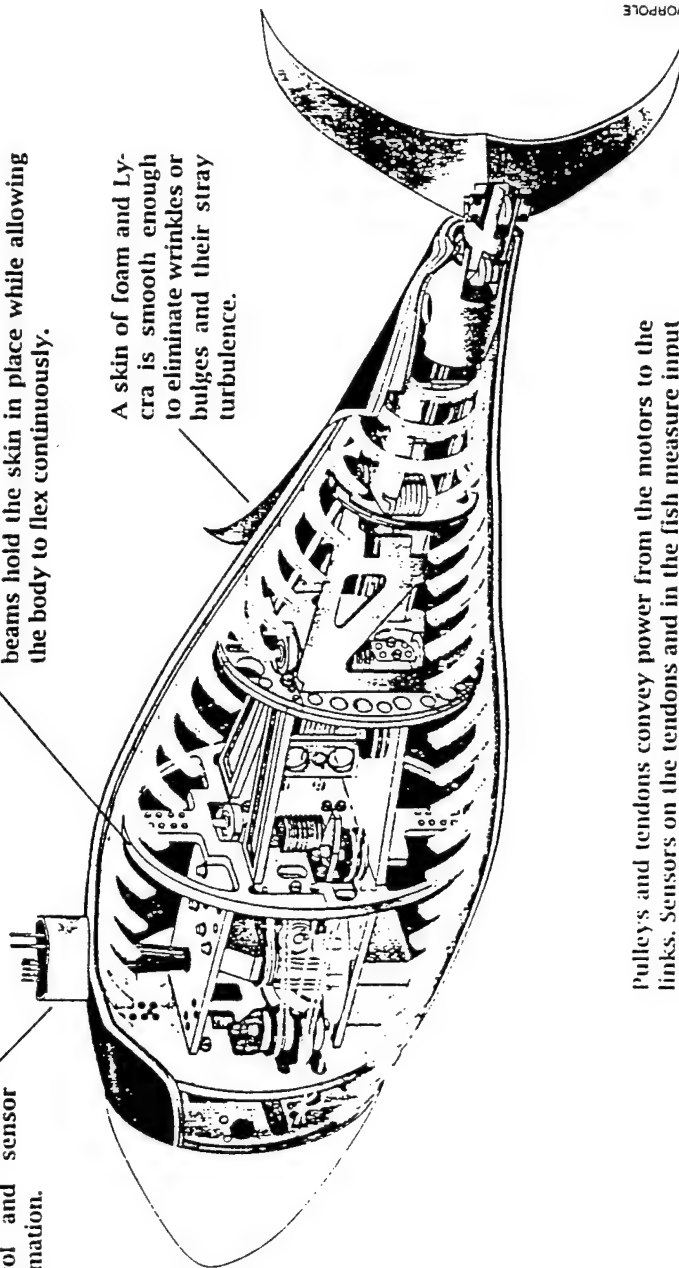 beams hold the skin in place while allowing
the body to flex continuously.
A skin of foam and Ly-
cra is smooth enough
to eliminate wrinkles or
bulges and their stray
turbulence.
and sensor
Pulleys and tendons convey power from the motors to the
links. Sensors on the tendons and in the fish measure input